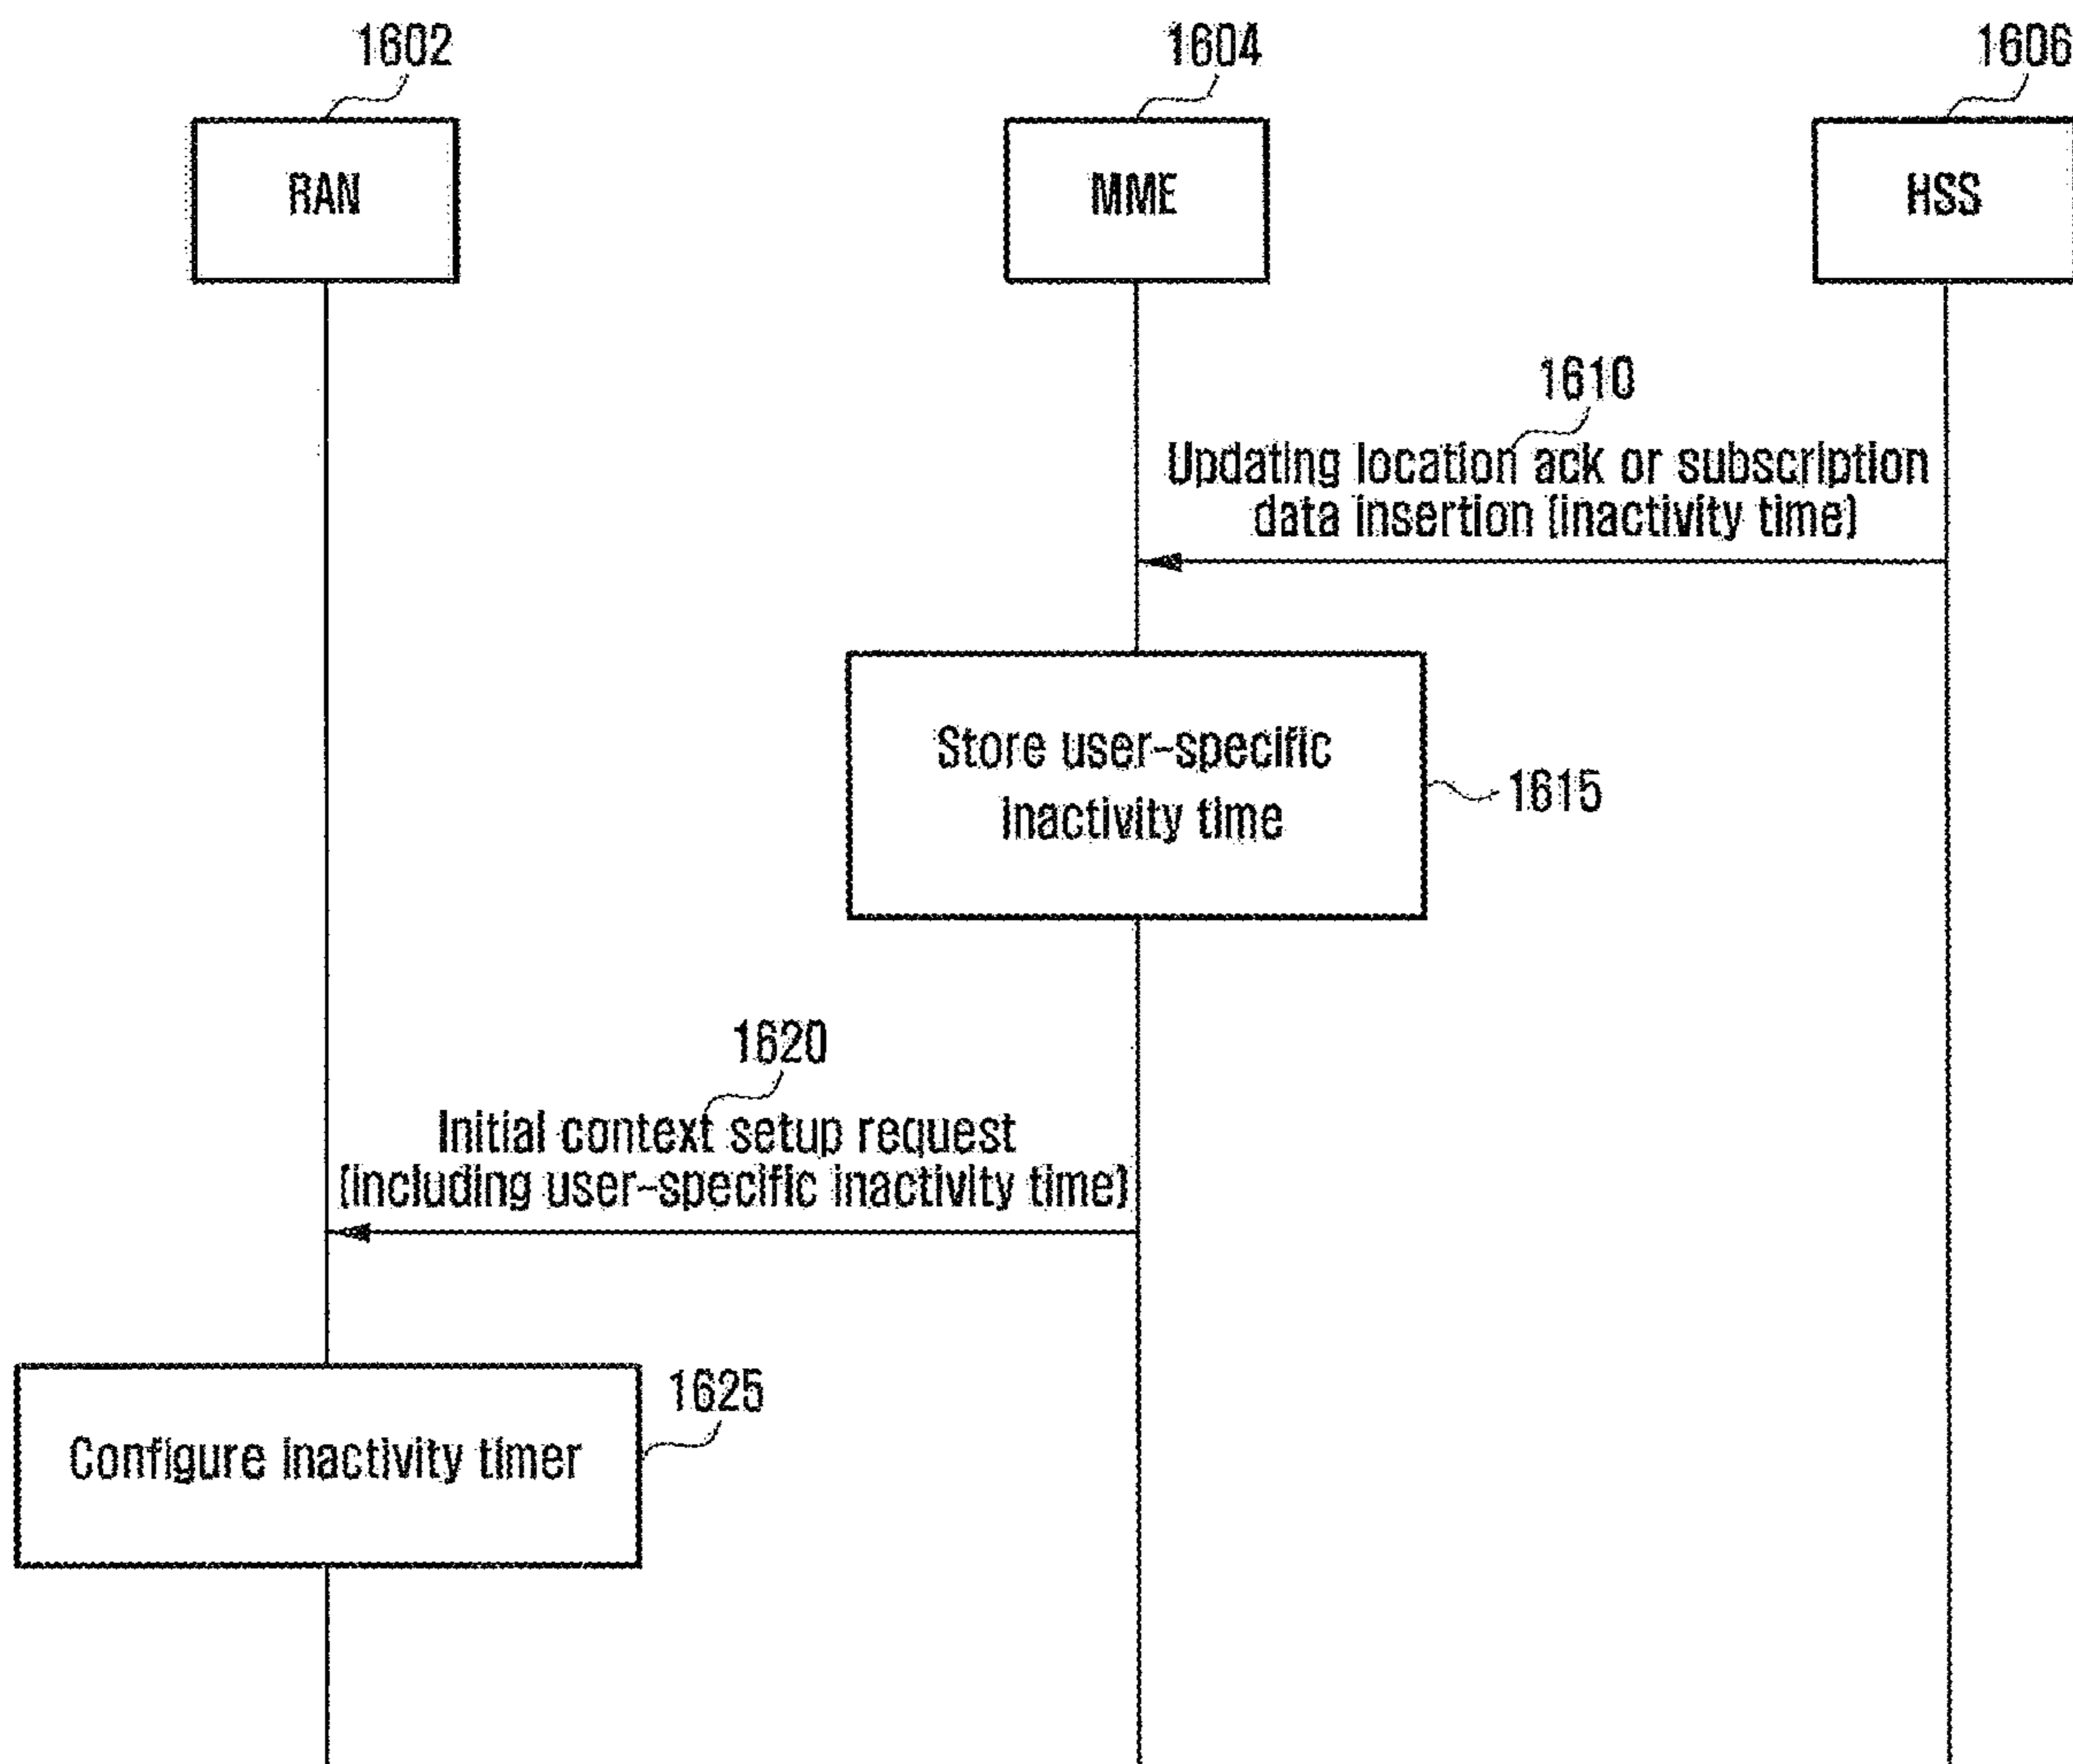 1602
1604
1606
RAN
MME
HSS
1610
Updating location ack or subscription
data insertion (inactivity time)
Store user-specific
inactivity time
1615
1620
Initial context setup request
(including user-specific inactivity time)
1625
Configure inactivity timer